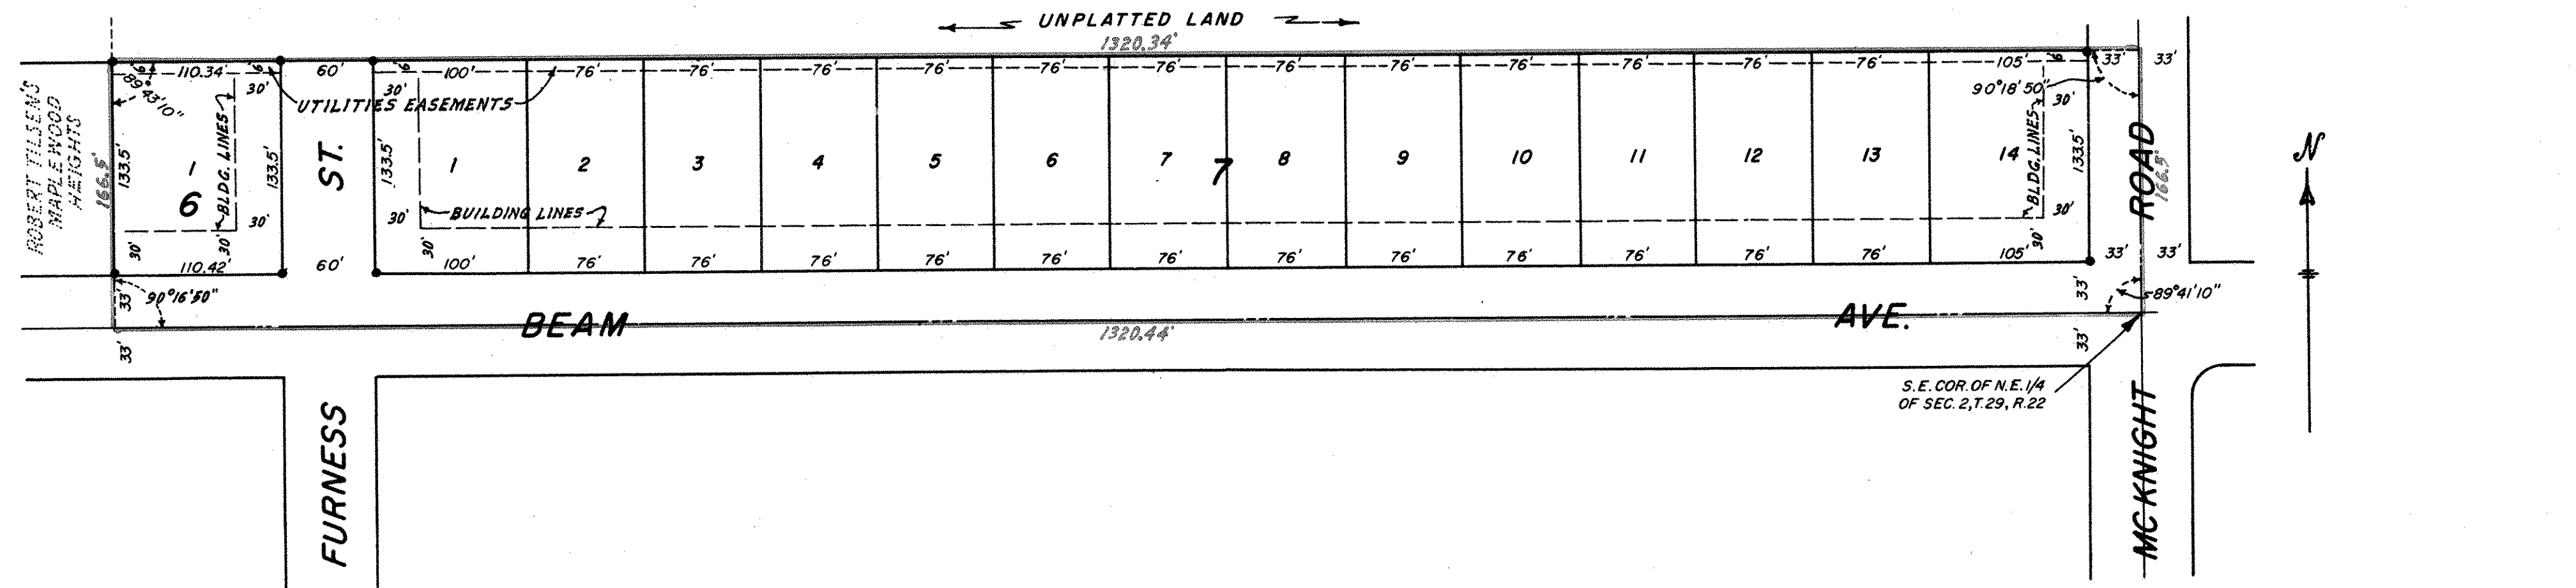 UNPLATTED LAND
1320.34'
6' 110.34' 6' 60' 6' 100' 76' 76' 76' 76' 76' 76' 76' 76' 76' 76' 76' 76' 105' 6' 33' 33'
89°43'10" 30' 30' 90°18'50" 30'
UTILITIES EASEMENTS
ROBERT TILSEN'S
MAPLEWOOD
HEIGHTS
166.5' 133.5' BLDG. LINES 133.5' ST. 133.5' BLDG. LINES 133.5' ROAD 166.5'
N
1 1 2 3 4 5 6 7 8 9 10 11 12 13 14
6 7
30' 30' BUILDING LINES 30'
30' 30' 30' 30'
110.42' 60' 100' 76' 76' 76' 76' 76' 76' 76' 76' 76' 76' 76' 76' 105' 33' 33'
33' 90°16'50" 33' 89°41'10"
BEAM AVE.
1320.44'
33' 33'
S.E. COR. OF N.E. 1/4
OF SEC. 2, T. 29, R. 22
FURNESS
MCKNIGHT